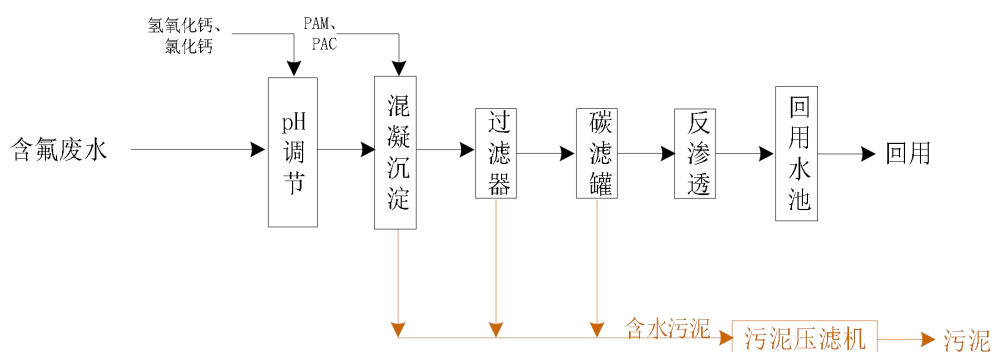 氢氧化钙、
氯化钙
PAM、
PAC
含氟废水
pH
调
节
混
凝
沉
淀
过
滤
器
碳
滤
罐
反
渗
透
回
用
水
池
回用
含水污泥
污泥压滤机
污泥